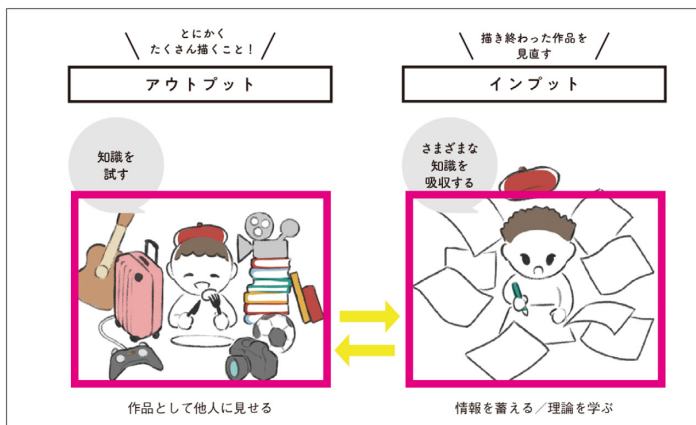 とにかく
たくさん描くこと！
アウトプット
知識を
試す
作品として他人に見せる
描き終わった作品を
見直す
インプット
さまざまな
知識を
吸収する
情報を蓄える／理論を学ぶ